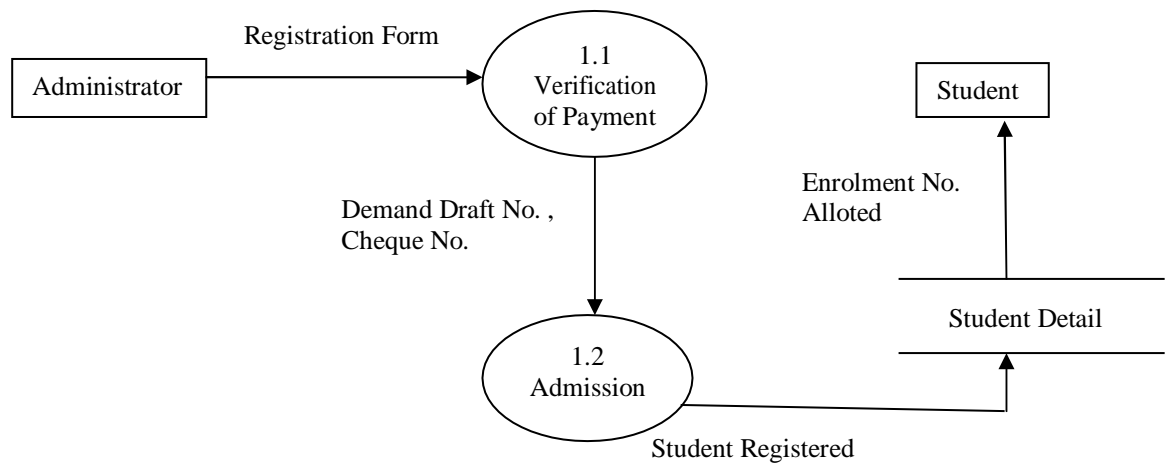 Registration Form
Administrator
1.1
Verification
of Payment
Student
Demand Draft No. ,
Cheque No.
Enrolment No.
Alloted
Student Detail
1.2
Admission
Student Registered